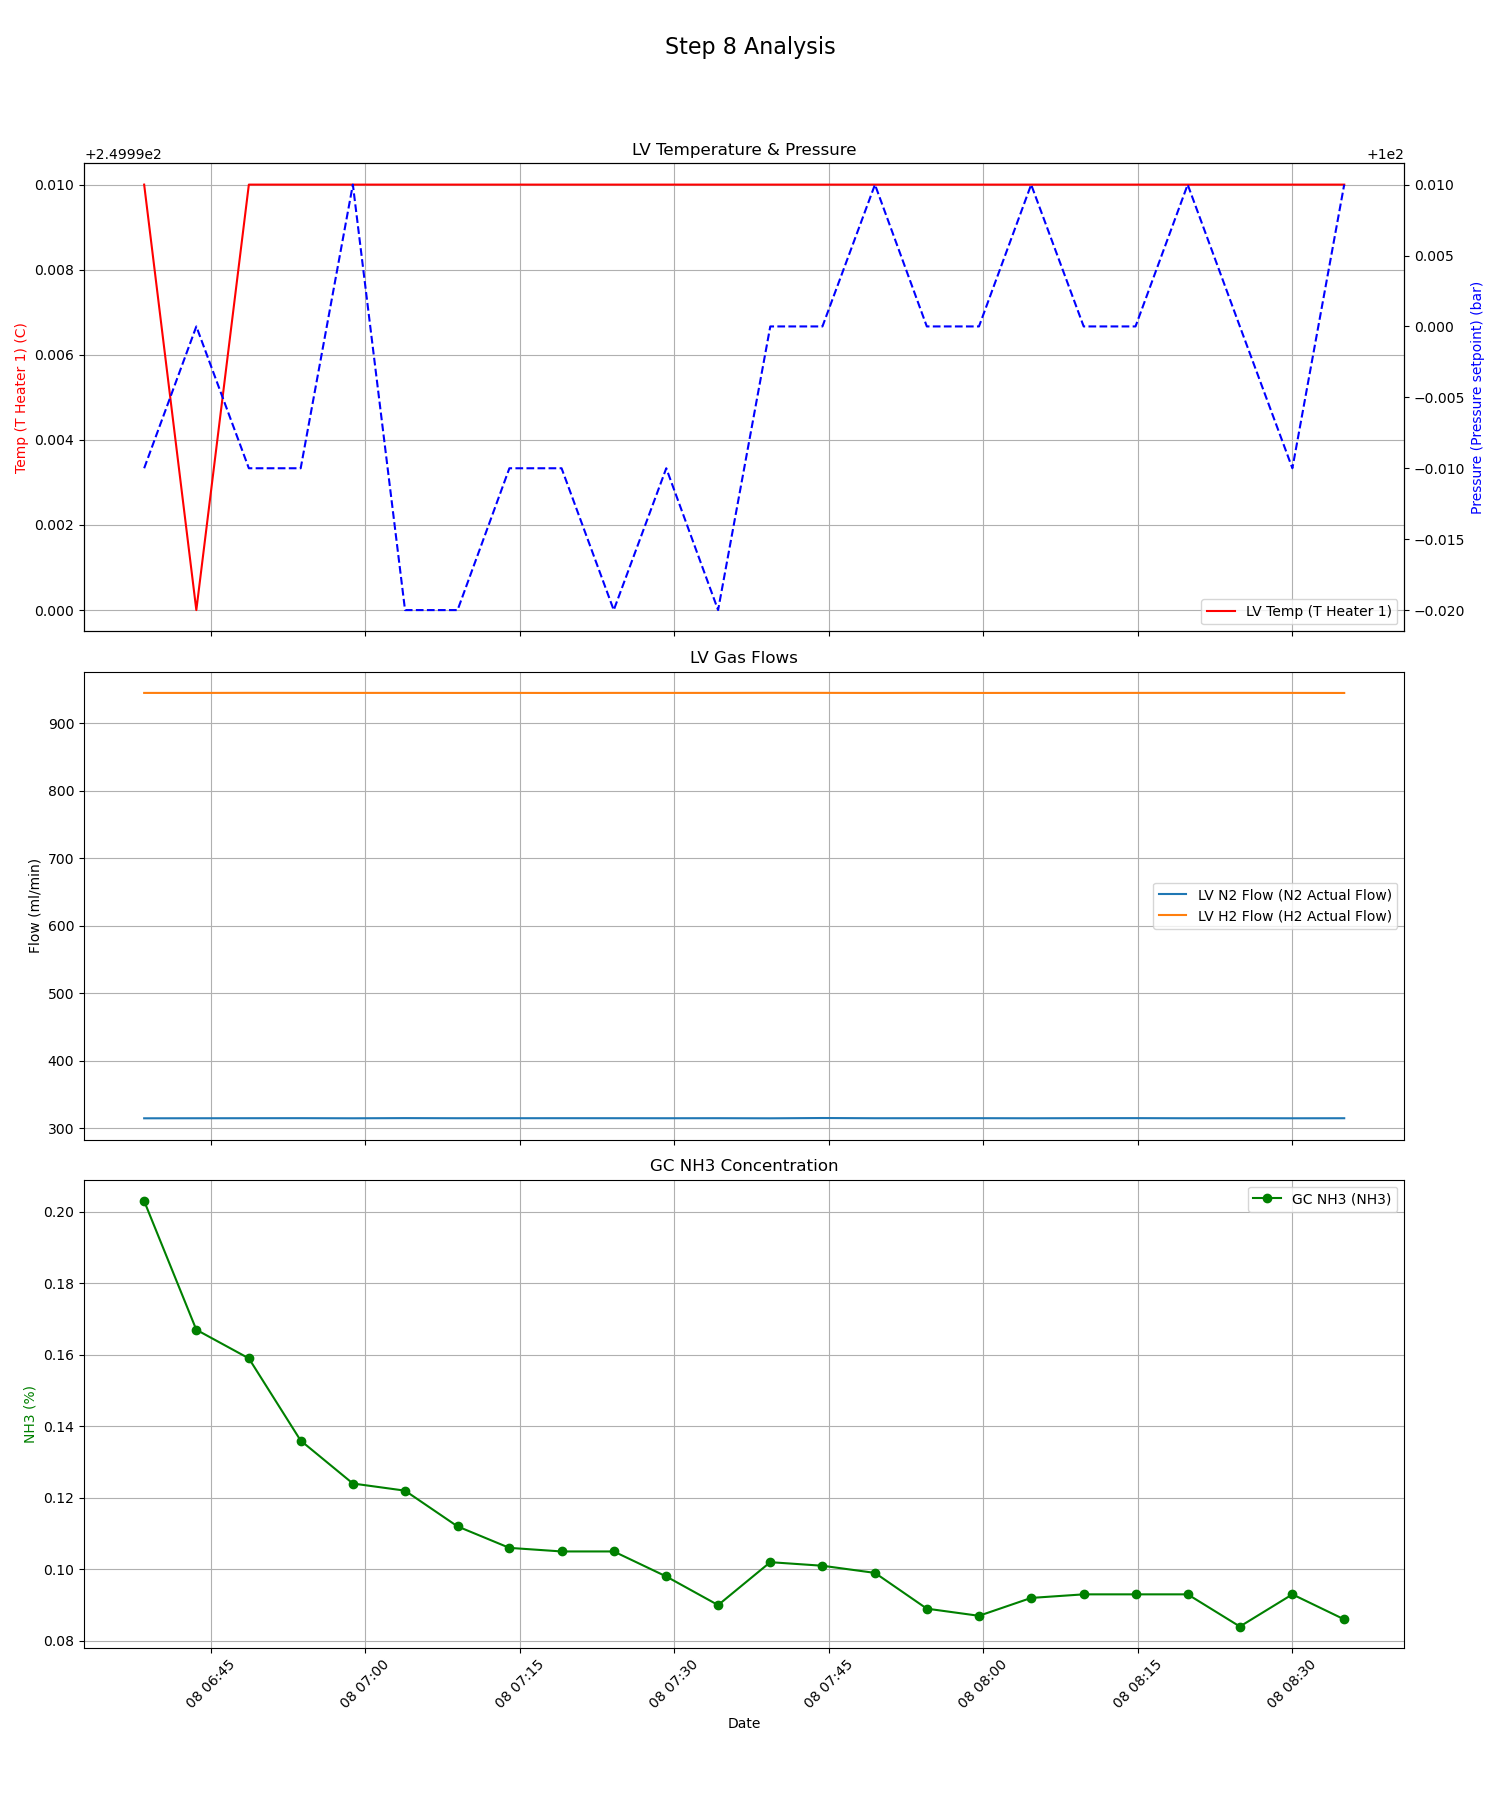 Step 8 Analysis
LV Temperature & Pressure
+2.4999e2
+1e2
0.010
0.008
0.006
0.004
0.002
0.000
Temp (T Heater 1) (C)
0.010
0.005
0.000
−0.005
−0.010
−0.015
−0.020
Pressure (Pressure setpoint) (bar)
LV Temp (T Heater 1)
LV Gas Flows
900
800
700
600
500
400
300
Flow (ml/min)
LV N2 Flow (N2 Actual Flow)
LV H2 Flow (H2 Actual Flow)
GC NH3 Concentration
0.20
0.18
0.16
0.14
0.12
0.10
0.08
NH3 (%)
GC NH3 (NH3)
08 06:45
08 07:00
08 07:15
08 07:30
08 07:45
08 08:00
08 08:15
08 08:30
Date